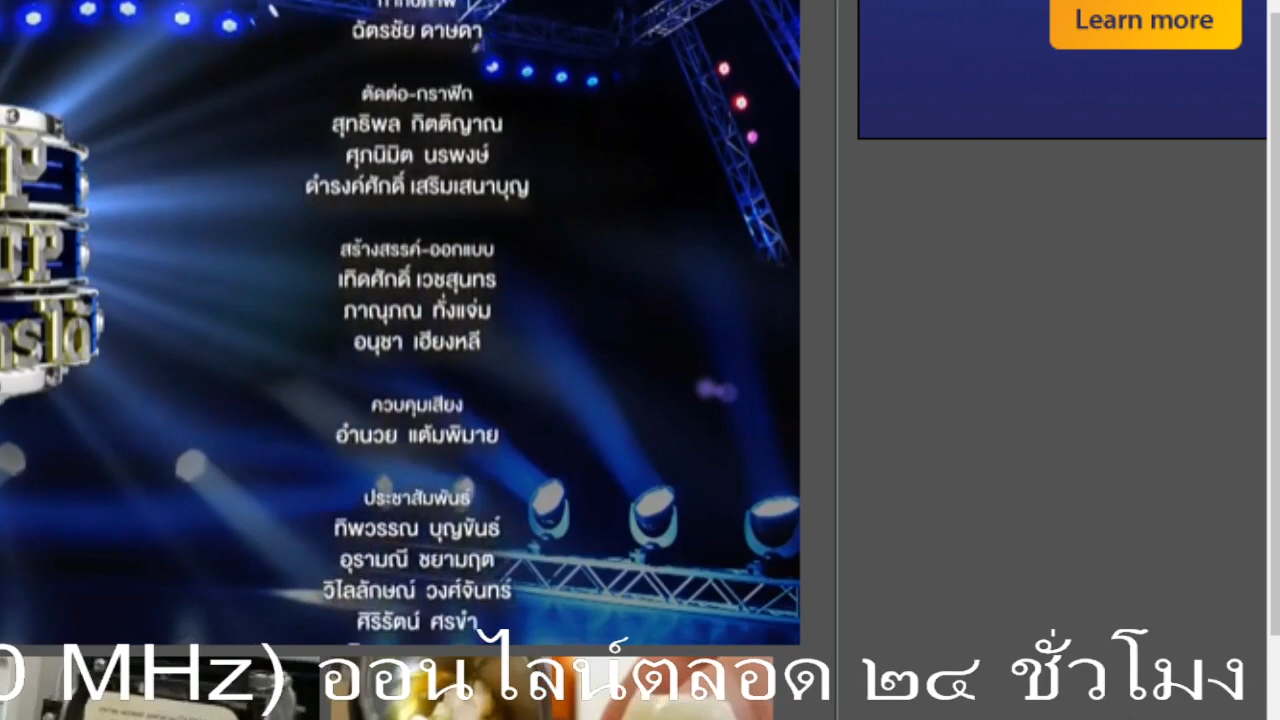 กำกับภาพ
ฉัตรชัย ดาษดา
Learn more
ตัดต่อ-กราฟิก
สุทธิพล กิตติญาณ
ศุภนิมิต นรพงษ์
ดำรงค์ศักดิ์ เสริมเสนาบุญ
สร้างสรรค์-ออกแบบ
เทิดศักดิ์ เวชสุนทร
ภาณุภณ ทั่งแจ่ม
อนุชา เฮียงหลี
ควบคุมเสียง
อำนวย แต้มพิมาย
ประชาสัมพันธ์
ทิพวรรณ บุญขันธ์
อุรามณี ชยามฤต
วิไลลักษณ์ วงศ์จันทร์
ศิริรัตน์ ศรขำ
0 MHz) ออนไลน์ตลอด ๒๔ ชั่วโมง